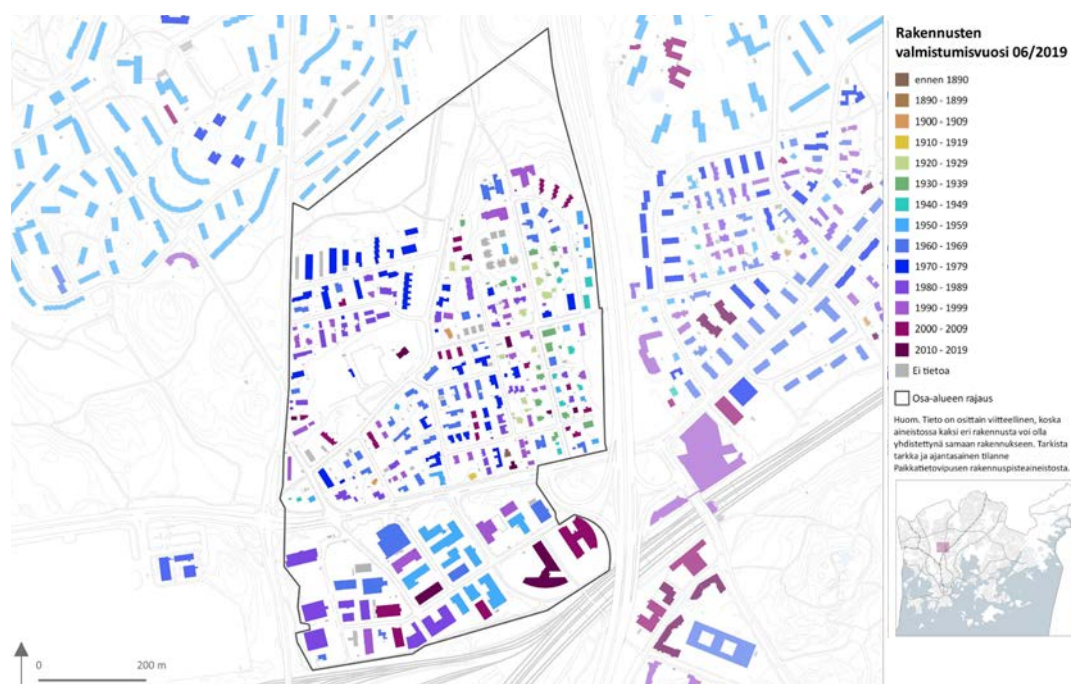 Rakennusten
valmistumisvuosi 06/2019
ennen 1890
1890 - 1899
1900 - 1909
1910 - 1919
1920 - 1929
1930 - 1939
1940 - 1949
1950 - 1959
1960 - 1969
1970 - 1979
1980 - 1989
1990 - 1999
2000 - 2009
2010 - 2019
Ei tietoa
Osa-alueen rajaus
Huom. Tieto on osittain viitteellinen, koska
aineistossa kaksi eri rakennusta voi olla
yhdistettynä samaan rakennukseen. Tarkista
tarkka ja ajantasainen tilanne
Paikkatietovipusen rakennuspisteaineistosta.
0 200 m